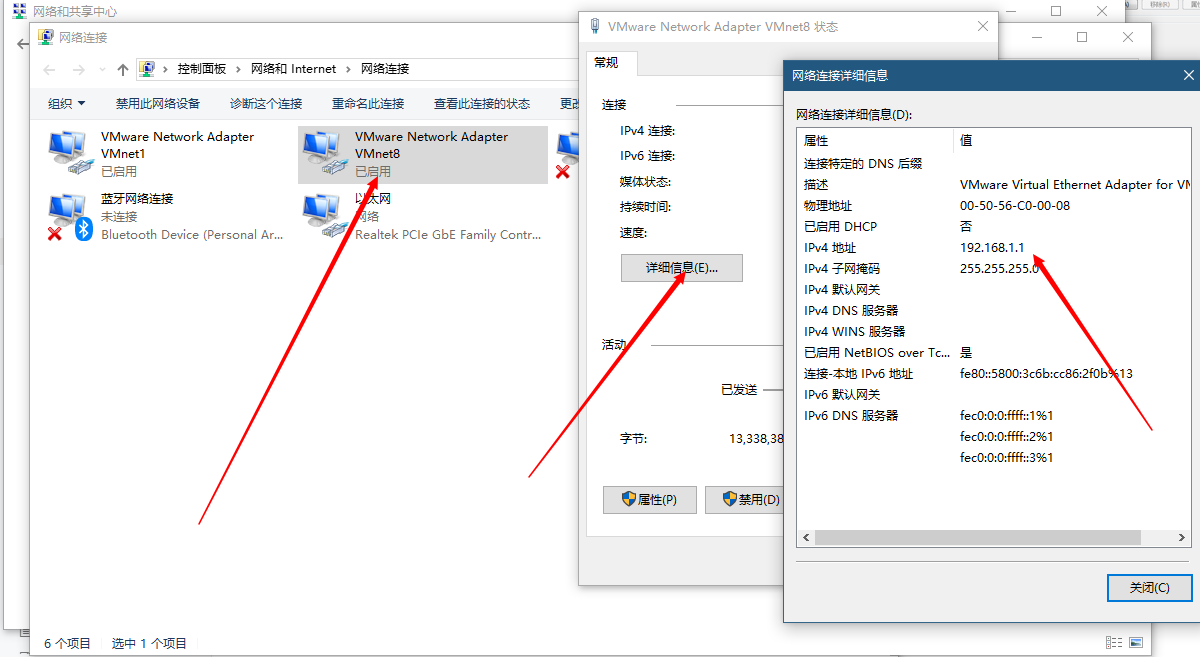 网络和共享中心
网络连接
控制面板 › 网络和 Internet › 网络连接
组织
禁用此网络设备
诊断这个连接
重命名此连接
查看此连接的状态
更改
VMware Network Adapter
VMnet1
已启用
VMware Network Adapter
VMnet8
已启用
蓝牙网络连接
未连接
Bluetooth Device (Personal Ar...
以太网
网络
Realtek PCIe GbE Family Contr...
6 个项目
选中 1 个项目
VMware Network Adapter VMnet8 状态
常规
连接
IPv4 连接:
IPv6 连接:
媒体状态:
持续时间:
速度:
详细信息(E)...
活动
已发送
字节:
13,338,38
属性(P)
禁用(D)
网络连接详细信息
网络连接详细信息(D):
属性 值
连接特定的 DNS 后缀
描述 VMware Virtual Ethernet Adapter for VM
物理地址 00-50-56-C0-00-08
已启用 DHCP 否
IPv4 地址 192.168.1.1
IPv4 子网掩码 255.255.255.0
IPv4 默认网关
IPv4 DNS 服务器
IPv4 WINS 服务器
已启用 NetBIOS over Tc... 是
连接-本地 IPv6 地址 fe80::5800:3c6b:cc86:2f0b%13
IPv6 默认网关
IPv6 DNS 服务器 fec0:0:0:ffff::1%1
fec0:0:0:ffff::2%1
fec0:0:0:ffff::3%1
关闭(C)